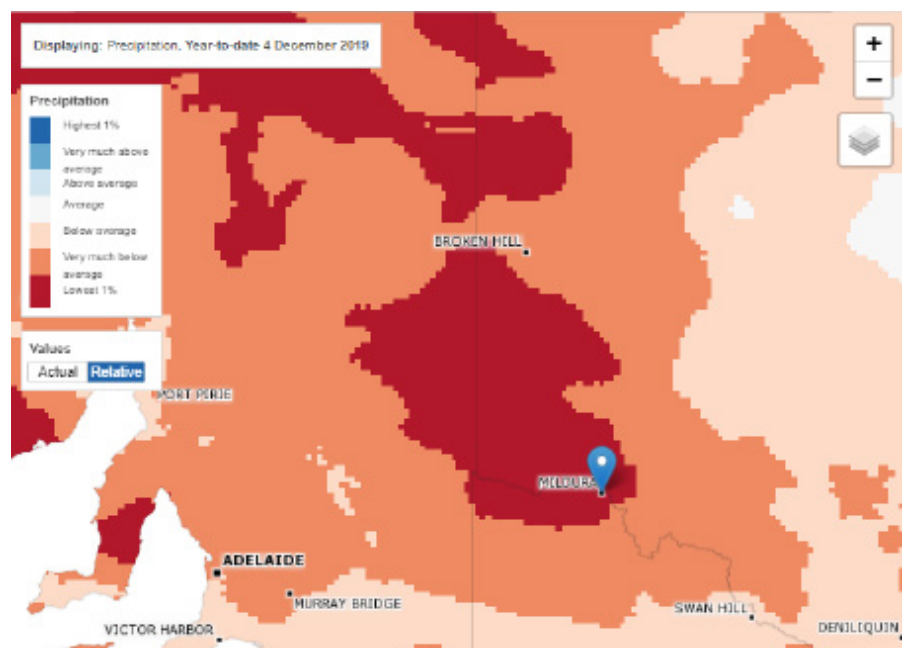 Displaying: Precipitation, Year-to-date 4 December 2019
+
−
Precipitation
Highest 1%
Very much above
average
Above average
Average
Below average
Very much below
average
Lowest 1%
Values
Actual Relative
BROKEN HILL
PORT PIRIE
MILDURA
ADELAIDE
MURRAY BRIDGE
SWAN HILL
VICTOR HARBOR
DENILIQUIN